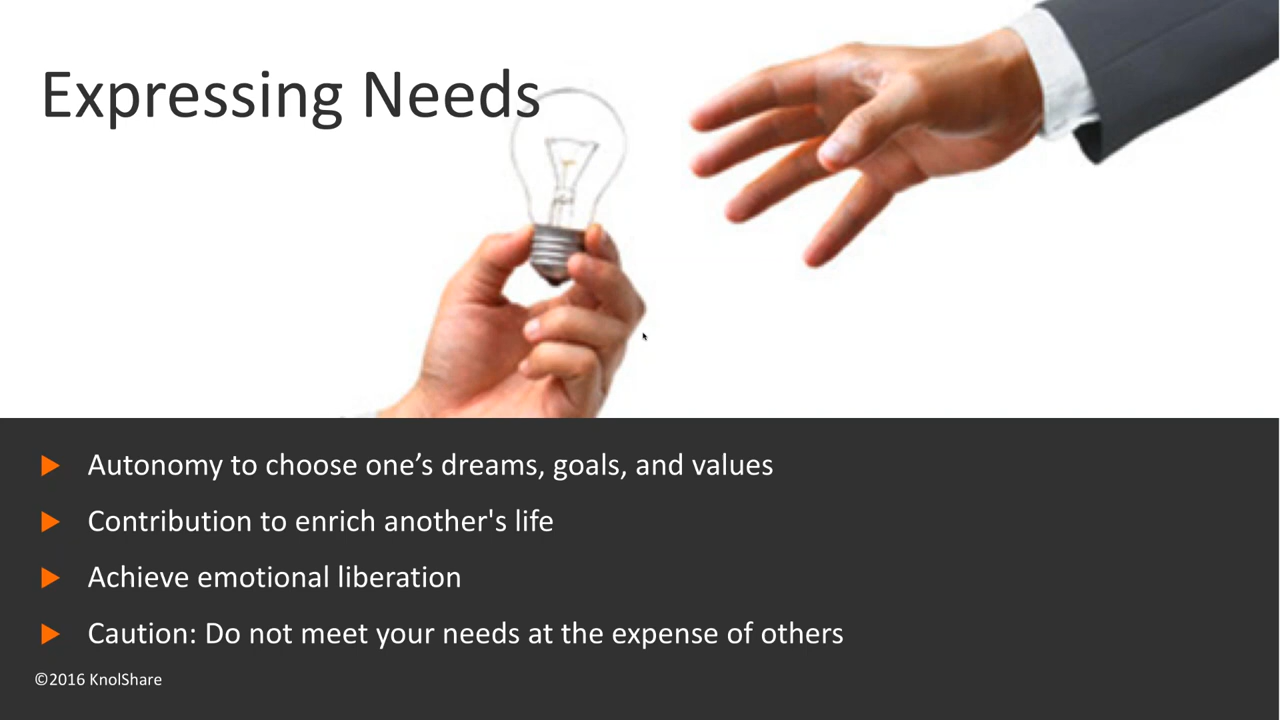 Expressing Needs
Autonomy to choose one’s dreams, goals, and values
Contribution to enrich another's life
Achieve emotional liberation
Caution: Do not meet your needs at the expense of others
©2016 KnolShare